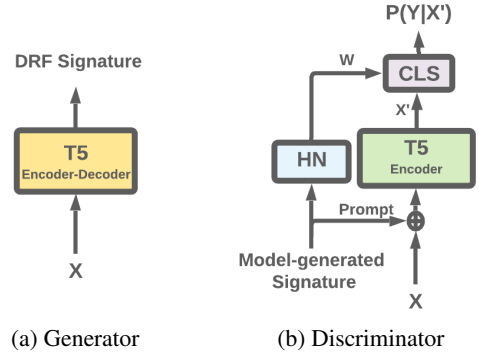 DRF Signature
T5
Encoder-Decoder
X
(a) Generator
P(Y|X')
W
CLS
X'
HN
T5
Encoder
Prompt
Model-generated
Signature
X
(b) Discriminator